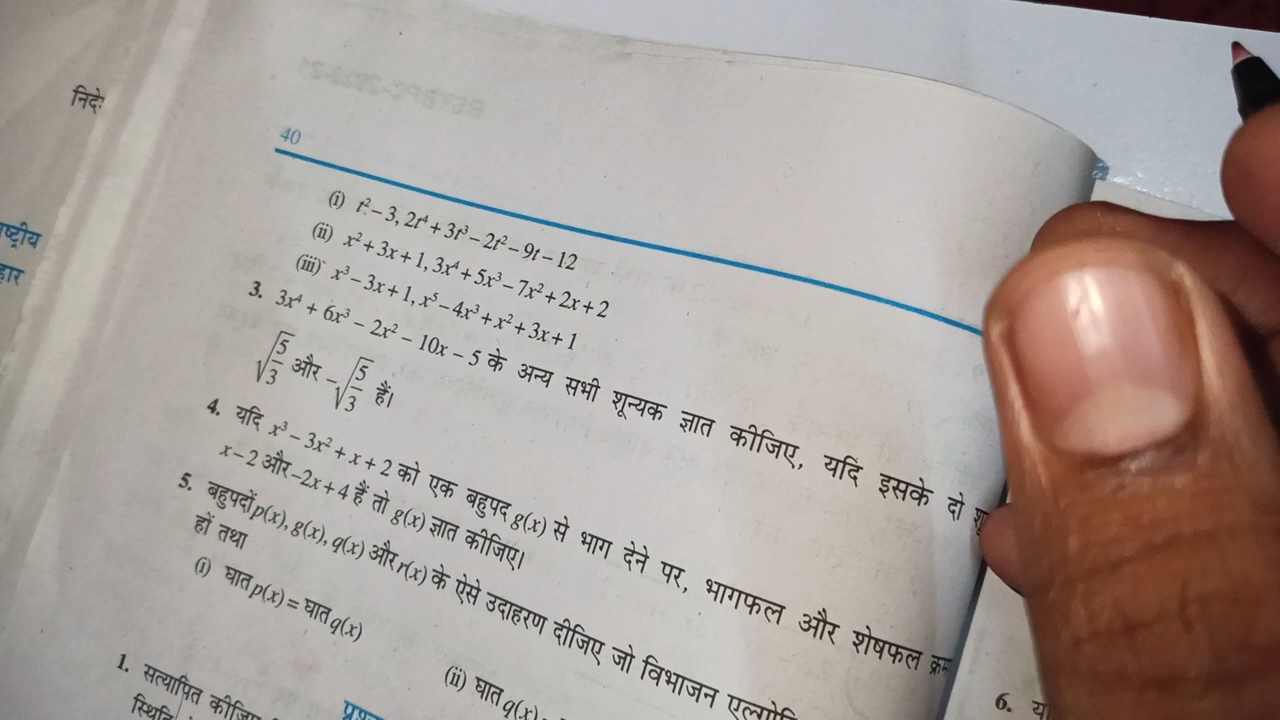 40
(i) t² – 3, 2t⁴ + 3t³ – 2t² – 9t – 12
(ii) x² + 3x + 1, 3x⁴ + 5x³ – 7x² + 2x + 2
(iii) x³ – 3x + 1, x⁵ – 4x³ + x² + 3x + 1
3. 3x⁴ + 6x³ – 2x² – 10x – 5 के अन्य सभी शून्यक ज्ञात कीजिए, यदि इसके दो
√(5/3) और –√(5/3) हैं।
4. यदि x³ – 3x² + x + 2 को एक बहुपद g(x) से भाग देने पर, भागफल और शेषफल
x – 2 और –2x + 4 हैं तो g(x) ज्ञात कीजिए।
5. बहुपदों p(x), g(x), q(x) और r(x) के ऐसे उदाहरण दीजिए जो विभाजन
हों तथा
(i) घात p(x) = घात q(x)
(ii) घात q(x)
1. सत्यापित
6.